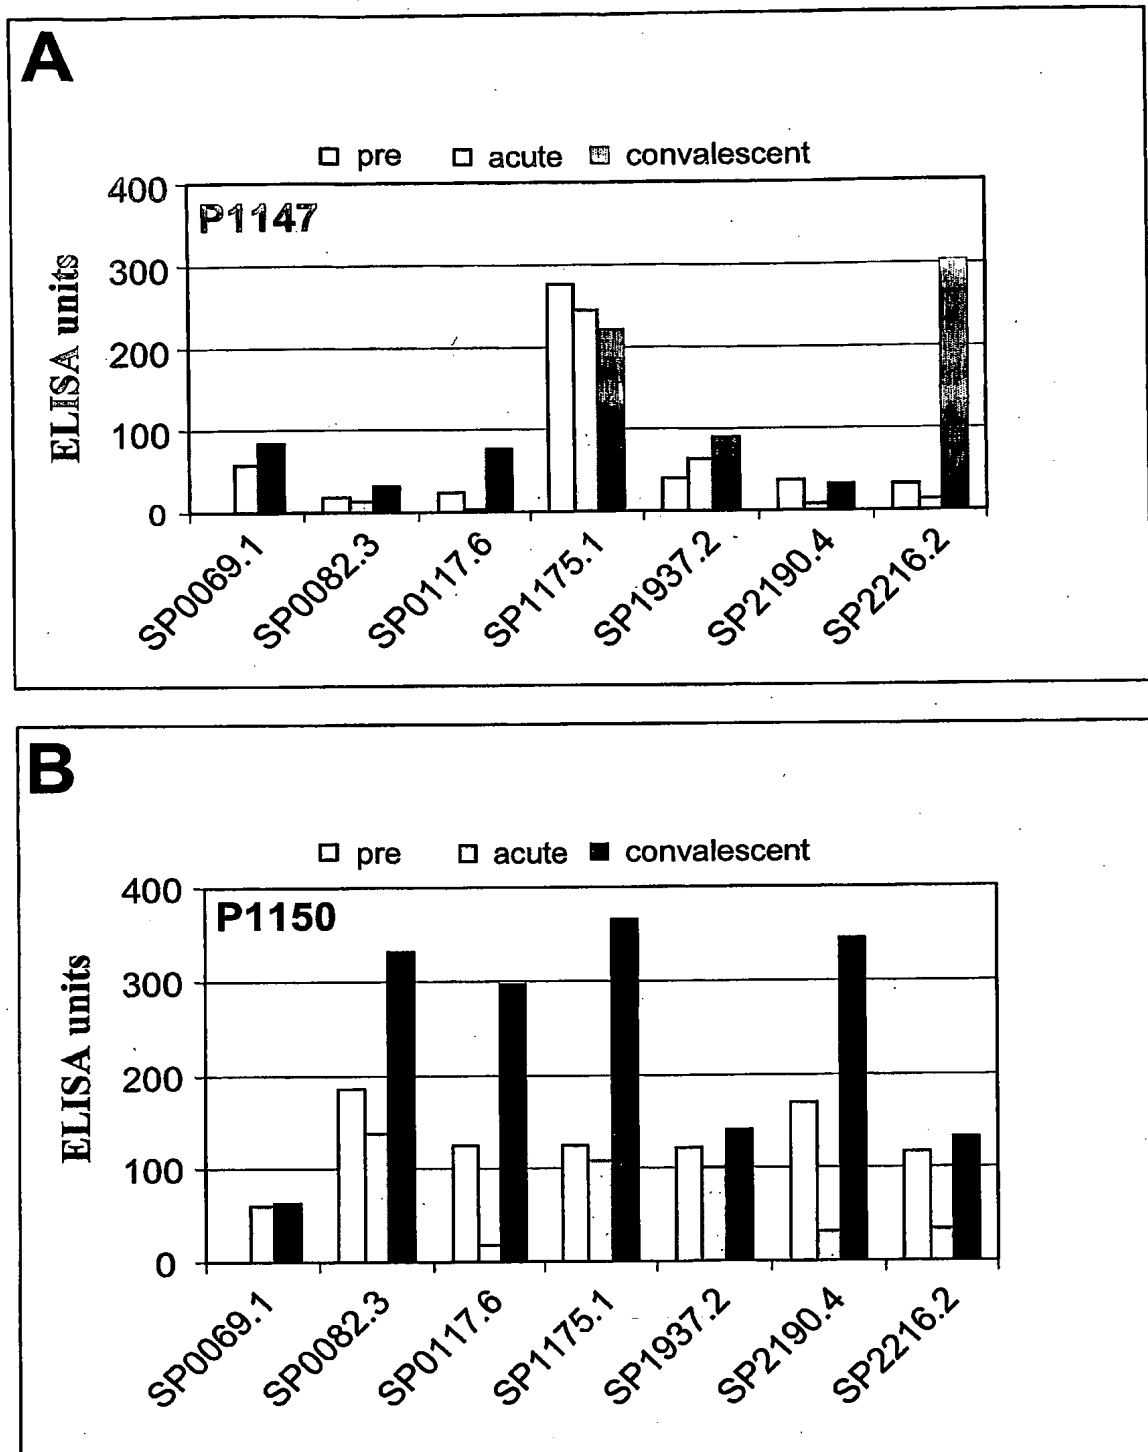 A
pre acute convalescent
400
P1147
300
200
100
0
ELISA units
SP0069.1 SP0082.3 SP0117.6 SP1175.1 SP1937.2 SP2190.4 SP2216.2
B
pre acute convalescent
400
P1150
300
200
100
0
ELISA units
SP0069.1 SP0082.3 SP0117.6 SP1175.1 SP1937.2 SP2190.4 SP2216.2